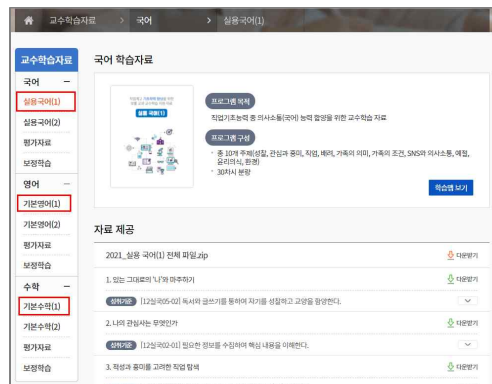 교수학습자료 > 국어 > 실용국어(1)
교수학습자료
국어 −
실용국어(1)
실용국어(2)
평가자료
보정학습
영어 −
기본영어(1)
기본영어(2)
평가자료
보정학습
수학 −
기본수학(1)
기본수학(2)
평가자료
보정학습
국어 학습자료
실용 국어(1)
프로그램 목적
직업기초능력 중 의사소통(국어) 능력 함양을 위한 교수학습 자료
프로그램 구성
· 총 10개 주제(성찰, 관심과 흥미, 직업, 배려, 가족의 의미, 가족의 조건, SNS와 의사소통, 예절,
윤리의식, 환경)
· 30차시 분량
학습맵 보기
자료 제공
2021_실용 국어(1) 전체 파일.zip 다운받기
1. 있는 그대로의 '나'와 마주하기 다운받기
성취기준 [12실국05-02] 독서와 글쓰기를 통하여 자기를 성찰하고 교양을 함양한다.
2. 나의 관심사는 무엇인가 다운받기
성취기준 [12실국02-01] 필요한 정보를 수집하여 핵심 내용을 이해한다.
3. 적성과 흥미를 고려한 직업 탐색 다운받기